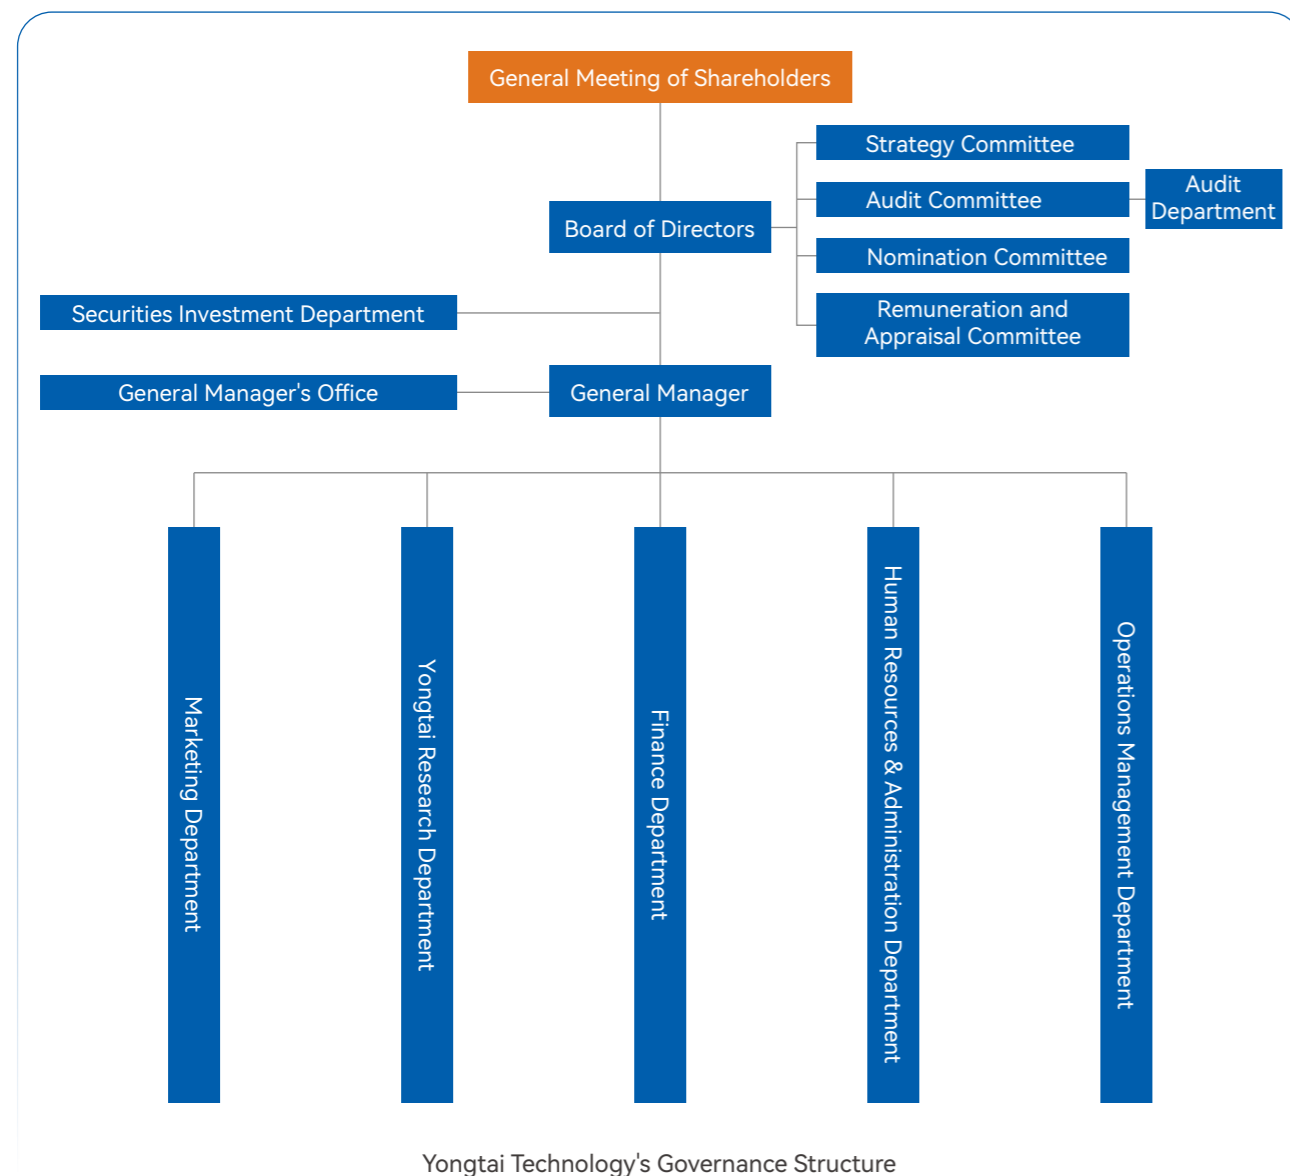 General Meeting of Shareholders
Strategy Committee
Audit Committee
Audit
Department
Board of Directors
Nomination Committee
Remuneration and
Appraisal Committee
Securities Investment Department
General Manager's Office
General Manager
Marketing Department
Yongtai Research Department
Finance Department
Human Resources & Administration Department
Operations Management Department
Yongtai Technology's Governance Structure